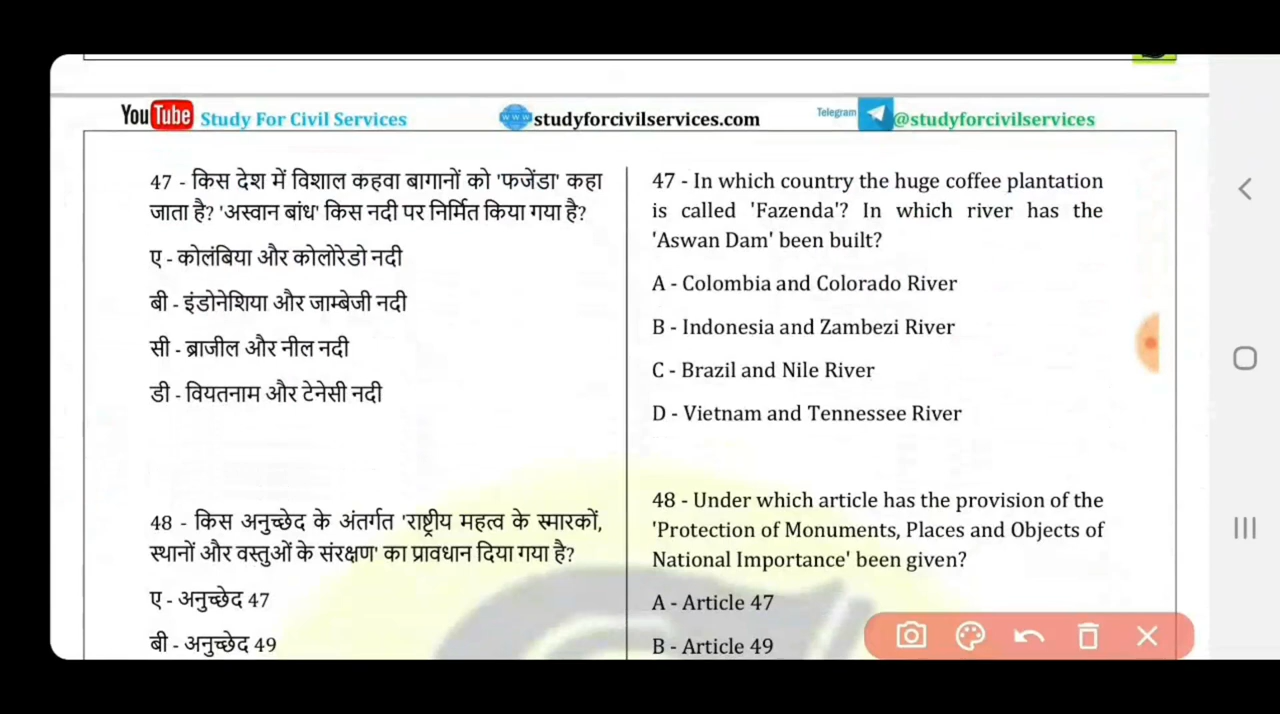 YouTube Study For Civil Services
www studyforcivilservices.com
Telegram @studyforcivilservices
47 - किस देश में विशाल कहवा बागानों को 'फजेंडा' कहा
जाता है? 'अस्वान बांध' किस नदी पर निर्मित किया गया है?
ए - कोलंबिया और कोलोरेडो नदी
बी - इंडोनेशिया और जाम्बेजी नदी
सी - ब्राजील और नील नदी
डी - वियतनाम और टेनेसी नदी
48 - किस अनुच्छेद के अंतर्गत 'राष्ट्रीय महत्व के स्मारकों,
स्थानों और वस्तुओं के संरक्षण' का प्रावधान दिया गया है?
ए - अनुच्छेद 47
बी - अनुच्छेद 49
47 - In which country the huge coffee plantation
is called 'Fazenda'? In which river has the
'Aswan Dam' been built?
A - Colombia and Colorado River
B - Indonesia and Zambezi River
C - Brazil and Nile River
D - Vietnam and Tennessee River
48 - Under which article has the provision of the
'Protection of Monuments, Places and Objects of
National Importance' been given?
A - Article 47
B - Article 49